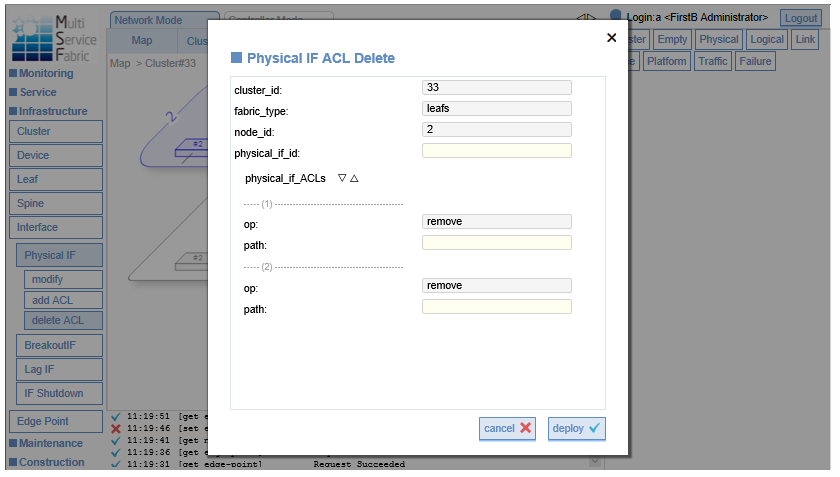 Multi
Service
Fabric
Network Mode
Controller Mode
Login:a <FirstB Administrator>
Logout
Map
Clus
ster
Empty
Physical
Logical
Link
Map > Cluster#33
Platform
Traffic
Failure
Monitoring
Service
Infrastructure
Cluster
Device
Leaf
Spine
Interface
Physical IF
modify
add ACL
delete ACL
BreakoutIF
Lag IF
IF Shutdown
Edge Point
Maintenance
Construction
2
#2
#2
Physical IF ACL Delete
cluster_id: 33
fabric_type: leafs
node_id: 2
physical_if_id:
physical_if_ACLs ▽ △
----- (1) -----
op: remove
path:
----- (2) -----
op: remove
path:
cancel
deploy
11:19:51 [get e
11:19:46 [set e
11:19:41 [get n
11:19:36 [get e
11:19:31 [get edge-point] Request Succeeded